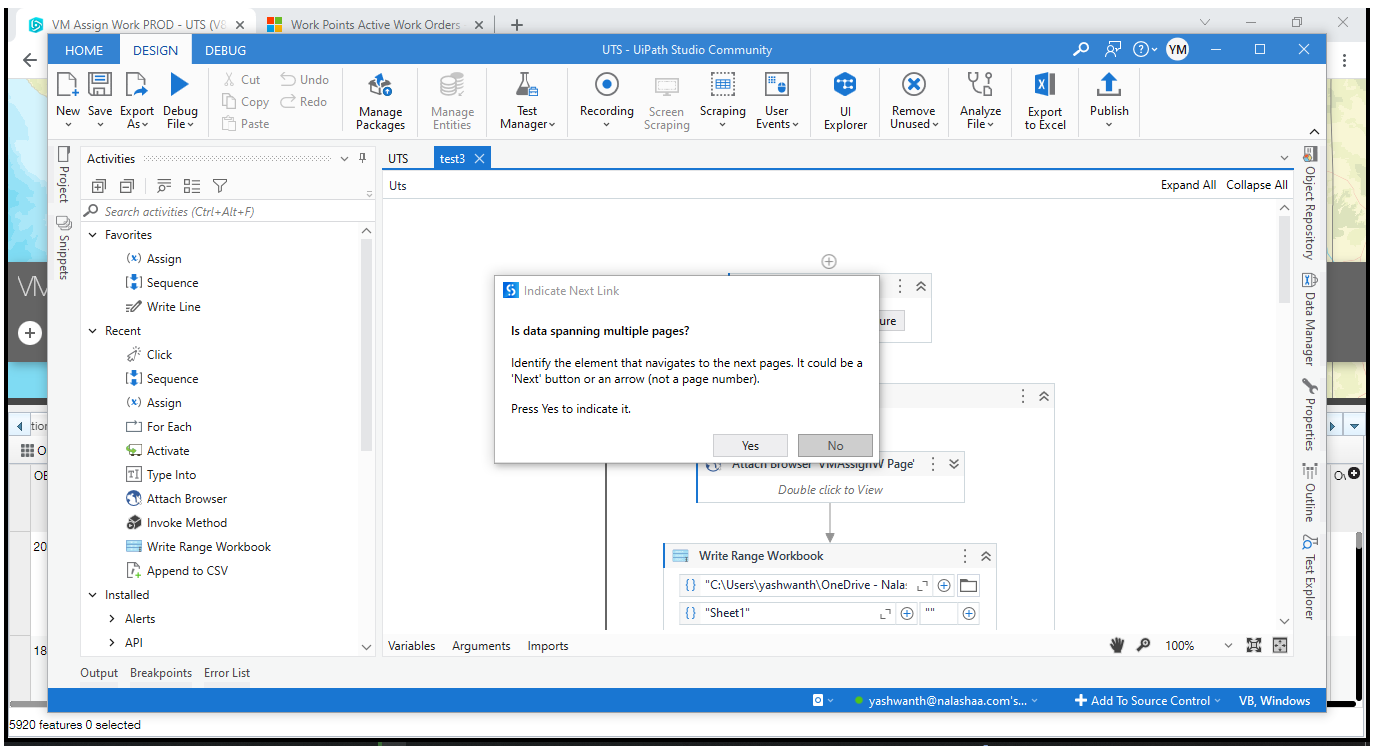 VM Assign Work PROD - UTS (V8
Work Points Active Work Orders
HOME DESIGN DEBUG
UTS - UiPath Studio Community
YM
New Save Export As Debug File
Cut Undo
Copy Redo
Paste
Manage Packages
Manage Entities
Test Manager
Recording
Screen Scraping
Scraping
User Events
UI Explorer
Remove Unused
Analyze File
Export to Excel
Publish
Project
Snippets
Activities
Search activities (Ctrl+Alt+F)
Favorites
Assign
Sequence
Write Line
Recent
Click
Sequence
Assign
For Each
Activate
Type Into
Attach Browser
Invoke Method
Write Range Workbook
Append to CSV
Installed
Alerts
API
UTS test3
Uts
Expand All Collapse All
Indicate Next Link
Is data spanning multiple pages?
Identify the element that navigates to the next pages. It could be a
'Next' button or an arrow (not a page number).
Press Yes to indicate it.
Yes No
ure
Attach Browser 'VMAssignW Page'
Double click to View
Write Range Workbook
"C:\Users\yashwanth\OneDrive - Nala
"Sheet1" ""
Variables Arguments Imports
100%
Object Repository
Data Manager
Properties
Outline
Test Explorer
Output Breakpoints Error List
yashwanth@nalashaa.com's...
Add To Source Control
VB, Windows
VM
tion
20
18
5920 features 0 selected